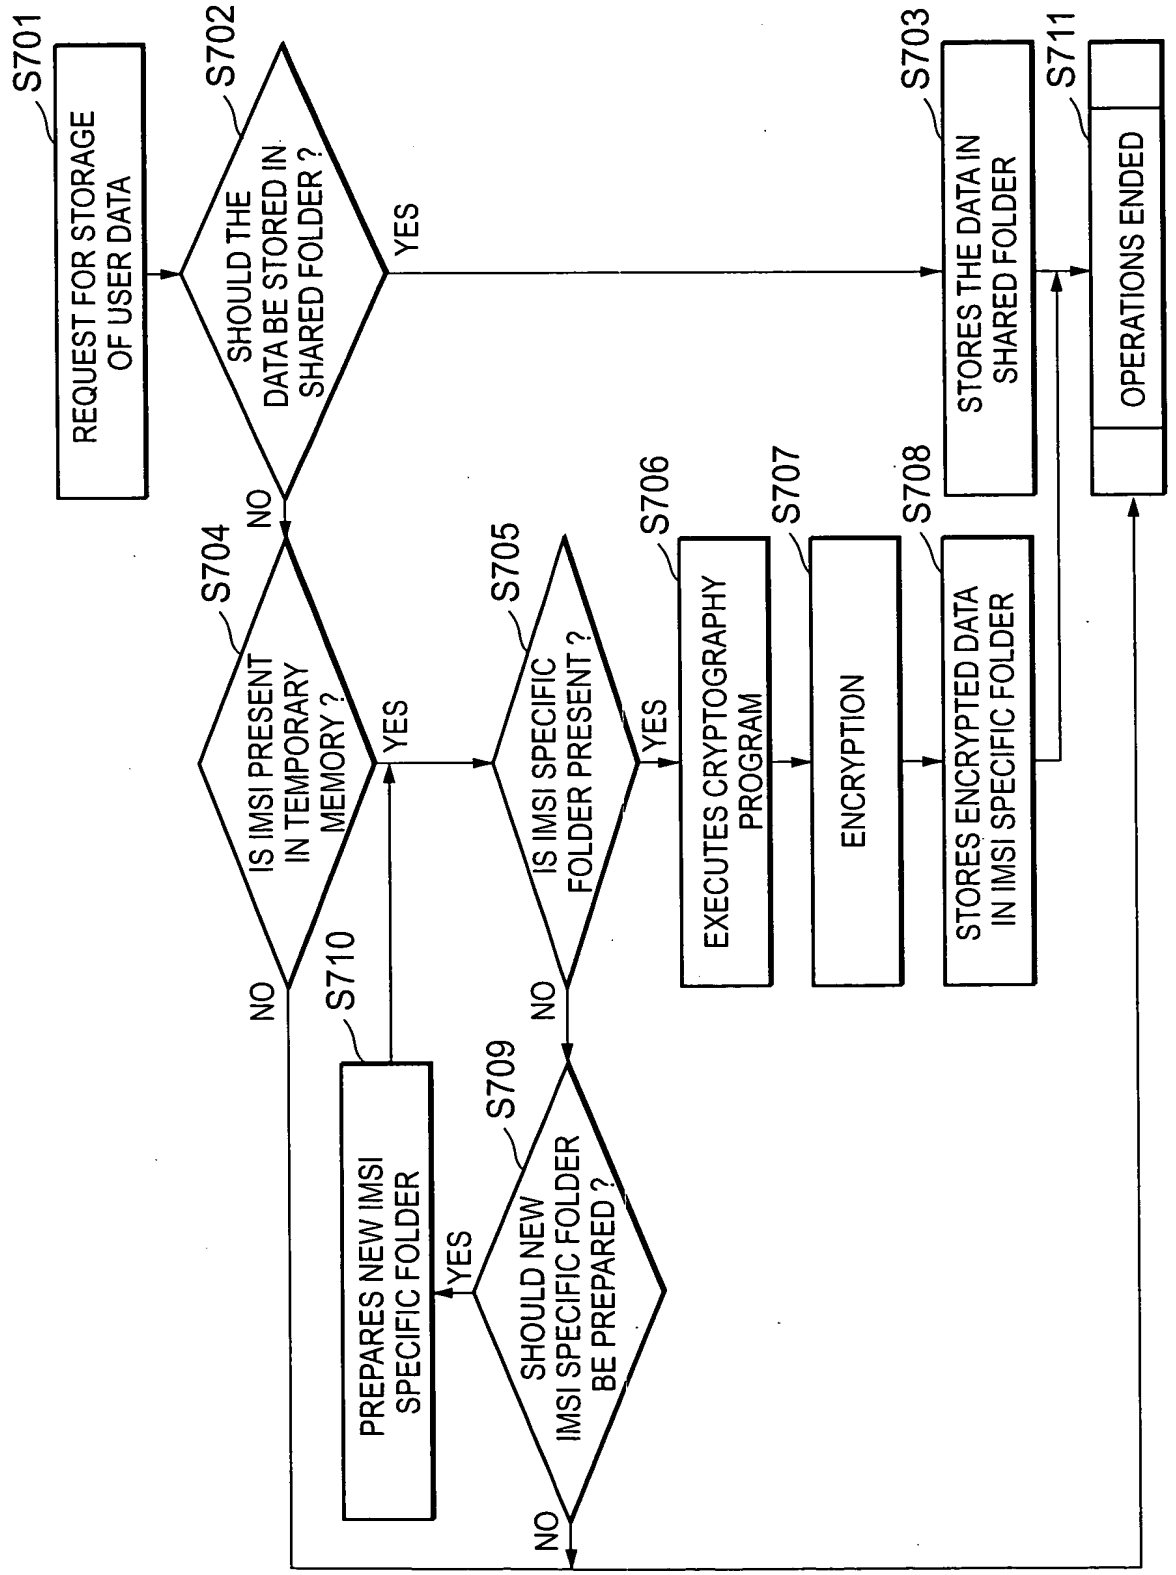 S701
REQUEST FOR STORAGE
OF USER DATA
S702
SHOULD THE
DATA BE STORED IN
SHARED FOLDER ?
YES
NO
S703
STORES THE DATA IN
SHARED FOLDER
S704
IS IMSI PRESENT
IN TEMPORARY
MEMORY ?
YES
NO
S705
IS IMSI SPECIFIC
FOLDER PRESENT ?
YES
NO
S706
EXECUTES CRYPTOGRAPHY
PROGRAM
S707
ENCRYPTION
S708
STORES ENCRYPTED DATA
IN IMSI SPECIFIC FOLDER
S709
SHOULD NEW
IMSI SPECIFIC FOLDER
BE PREPARED ?
YES
NO
S710
PREPARES NEW IMSI
SPECIFIC FOLDER
S711
OPERATIONS ENDED